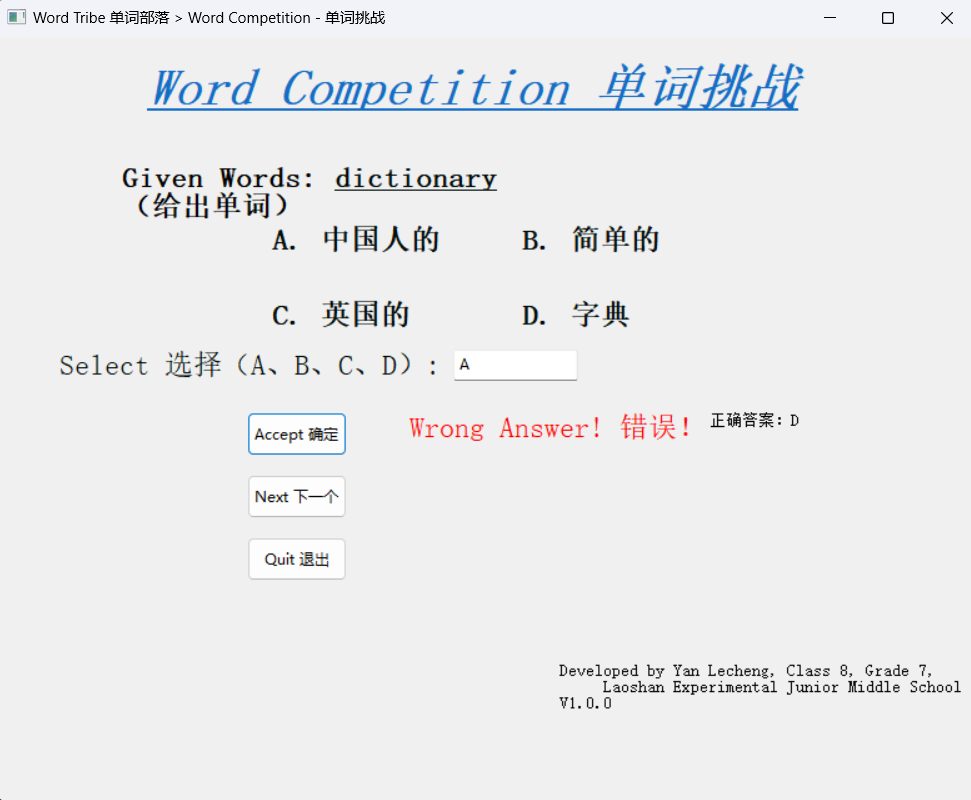 Word Tribe 单词部落 > Word Competition - 单词挑战
Word Competition 单词挑战
Given Words: dictionary
（给出单词）
A. 中国人的 B. 简单的
C. 英国的 D. 字典
Select 选择（A、B、C、D）: A
Accept 确定 Wrong Answer! 错误! 正确答案: D
Next 下一个
Quit 退出
Developed by Yan Lecheng, Class 8, Grade 7,
Laoshan Experimental Junior Middle School
V1.0.0